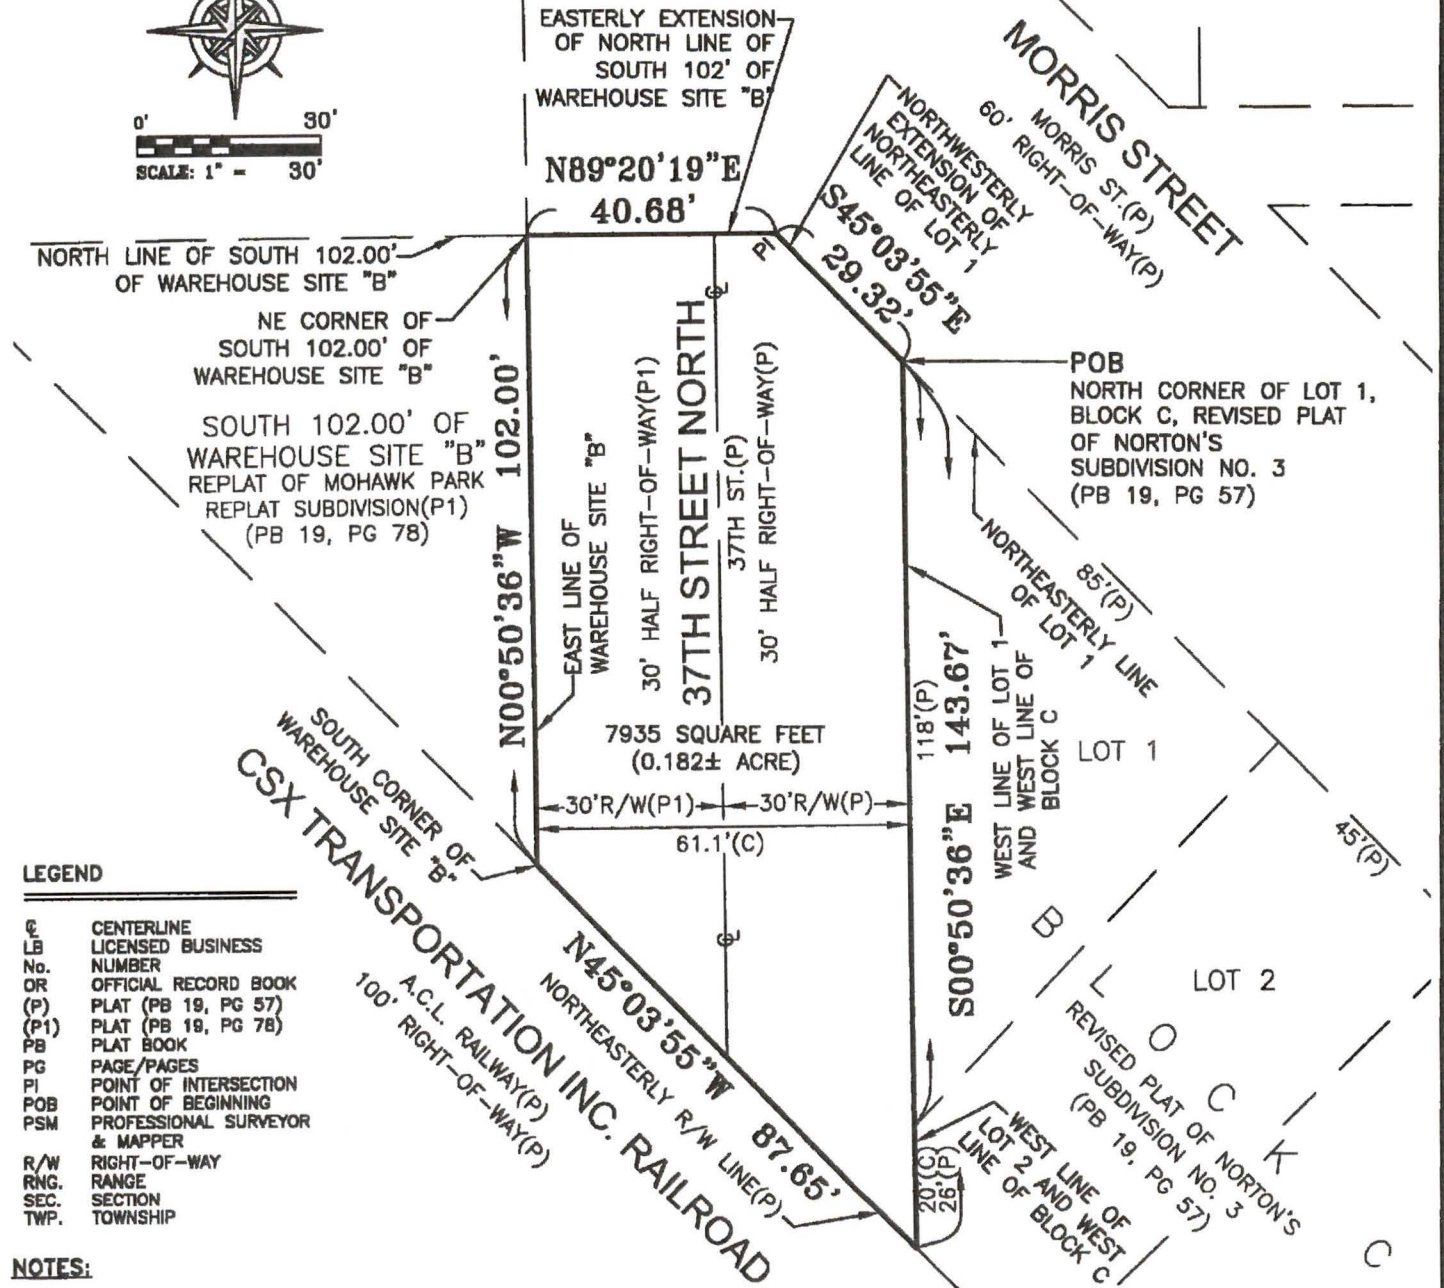 0' 30'
SCALE: 1" = 30'
EASTERLY EXTENSION
OF NORTH LINE OF
SOUTH 102' OF
WAREHOUSE SITE "B"
N89°20'19"E
40.68'
NORTHWESTERLY
EXTENSION OF
NORTHEASTERLY
LINE OF LOT 1
S45°03'55"E
29.32'
MORRIS STREET
MORRIS ST.(P)
60' RIGHT-OF-WAY(P)
PI
NORTH LINE OF SOUTH 102.00'
OF WAREHOUSE SITE "B"
NE CORNER OF
SOUTH 102.00' OF
WAREHOUSE SITE "B"
SOUTH 102.00' OF
WAREHOUSE SITE "B"
REPLAT OF MOHAWK PARK
REPLAT SUBDIVISION(P1)
(PB 19, PG 78)
N00°50'36"W 102.00'
EAST LINE OF
WAREHOUSE SITE "B"
30' HALF RIGHT-OF-WAY(P1)
37TH STREET NORTH
37TH ST.(P)
30' HALF RIGHT-OF-WAY(P)
℄
POB
NORTH CORNER OF LOT 1,
BLOCK C, REVISED PLAT
OF NORTON'S
SUBDIVISION NO. 3
(PB 19, PG 57)
NORTHEASTERLY LINE
OF LOT 1
85'(P)
7935 SQUARE FEET
(0.182± ACRE)
30'R/W(P1) 30'R/W(P)
61.1'(C)
118'(P)
S00°50'36"E 143.67'
WEST LINE OF LOT 1
AND WEST LINE OF
BLOCK C
LOT 1
45'(P)
SOUTH CORNER OF
WAREHOUSE SITE "B"
CSX TRANSPORTATION INC. RAILROAD
A.C.L. RAILWAY(P)
100' RIGHT-OF-WAY(P)
℄
N45°03'55"W 87.65'
NORTHEASTERLY R/W LINE(P)
BLOCK C
LOT 2
REVISED PLAT OF NORTON'S
SUBDIVISION NO. 3
(PB 19, PG 57)
20'(C)
26'(P)
WEST LINE OF
LOT 2 AND WEST
LINE OF BLOCK C
LEGEND
℄ CENTERLINE
LB LICENSED BUSINESS
No. NUMBER
OR OFFICIAL RECORD BOOK
(P) PLAT (PB 19, PG 57)
(P1) PLAT (PB 19, PG 78)
PB PLAT BOOK
PG PAGE/PAGES
PI POINT OF INTERSECTION
POB POINT OF BEGINNING
PSM PROFESSIONAL SURVEYOR
& MAPPER
R/W RIGHT-OF-WAY
RNG. RANGE
SEC. SECTION
TWP. TOWNSHIP
NOTES: